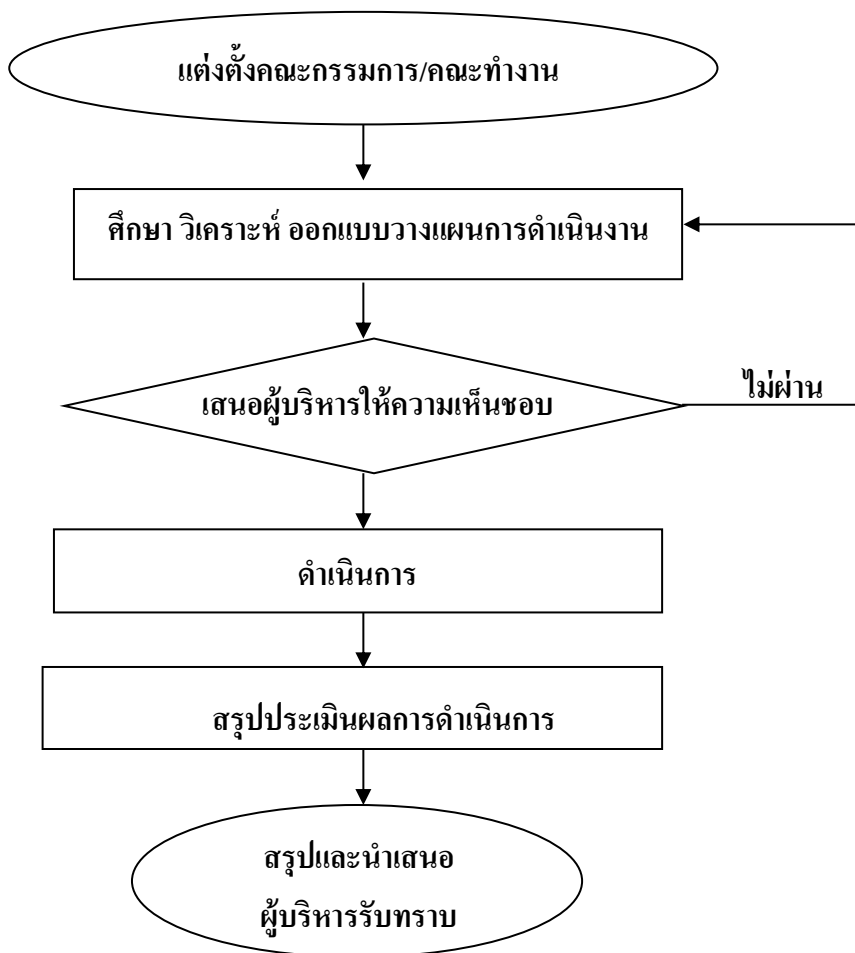 แต่งตั้งคณะกรรมการ/คณะทำงาน
ศึกษา วิเคราะห์ ออกแบบวางแผนการดำเนินงาน
เสนอผู้บริหารให้ความเห็นชอบ
ไม่ผ่าน
ดำเนินการ
สรุปประเมินผลการดำเนินการ
สรุปและนำเสนอ
ผู้บริหารรับทราบ